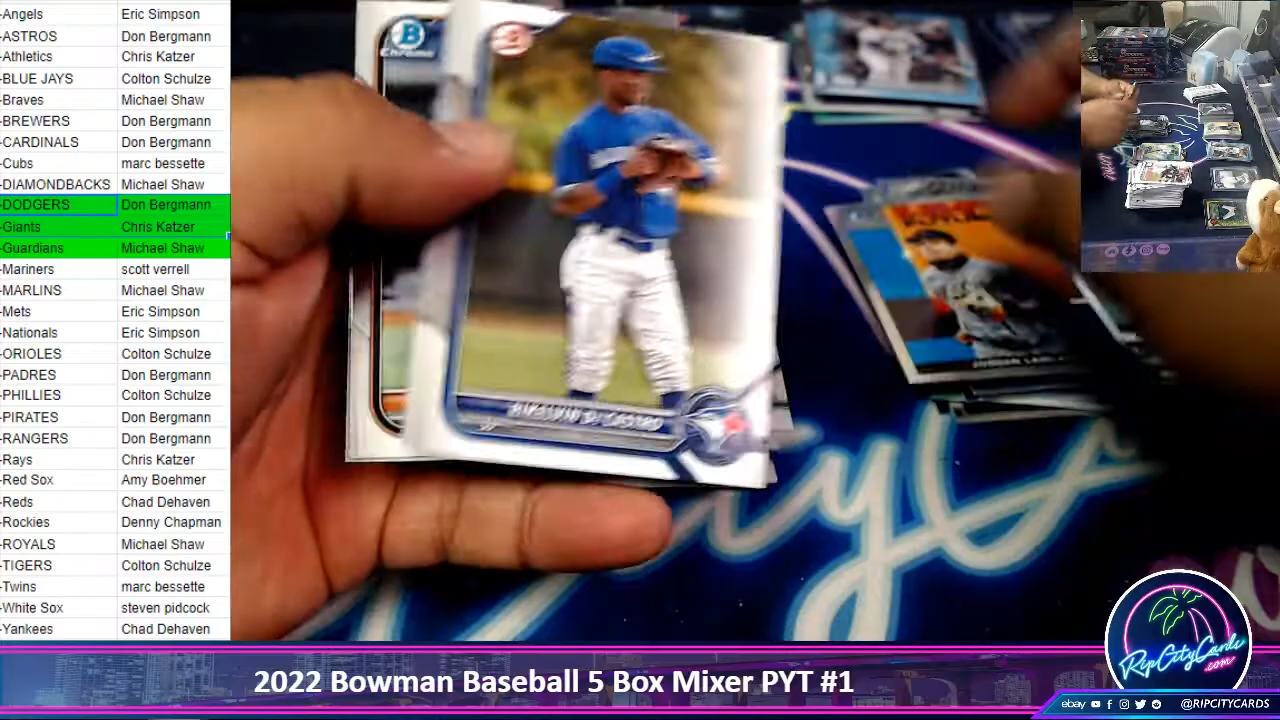 -Angels Eric Simpson
-ASTROS Don Bergmann
-Athletics Chris Katzer
-BLUE JAYS Colton Schulze
-Braves Michael Shaw
-BREWERS Don Bergmann
-CARDINALS Don Bergmann
-Cubs marc bessette
-DIAMONDBACKS Michael Shaw
-DODGERS Don Bergmann
-Giants Chris Katzer
-Guardians Michael Shaw
-Mariners scott verrell
-MARLINS Michael Shaw
-Mets Eric Simpson
-Nationals Eric Simpson
-ORIOLES Colton Schulze
-PADRES Don Bergmann
-PHILLIES Colton Schulze
-PIRATES Don Bergmann
-RANGERS Don Bergmann
-Rays Chris Katzer
-Red Sox Amy Boehmer
-Reds Chad Dehaven
-Rockies Denny Chapman
-ROYALS Michael Shaw
-TIGERS Colton Schulze
-Twins marc bessette
-White Sox steven pidcock
-Yankees Chad Dehaven
B
Chrome
2022 Bowman Baseball 5 Box Mixer PYT #1
RipCityCards
.com
ebay @RIPCITYCARDS